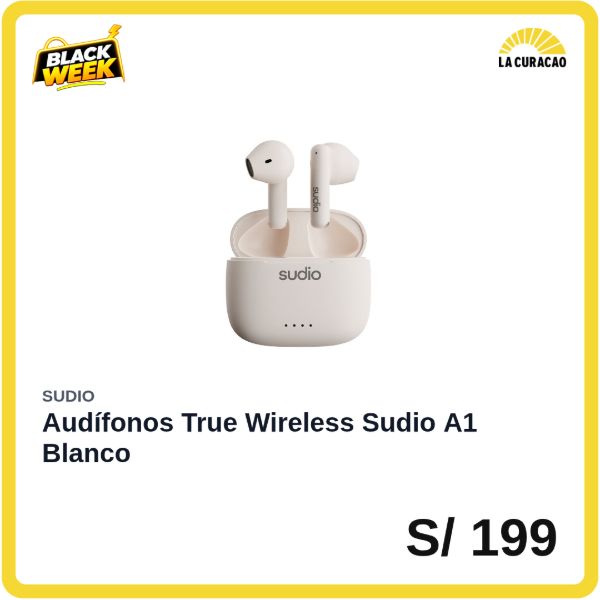 BLACK
WEEK
LA CURACAO
sudio
sudio
SUDIO
Audífonos True Wireless Sudio A1
Blanco
S/ 199